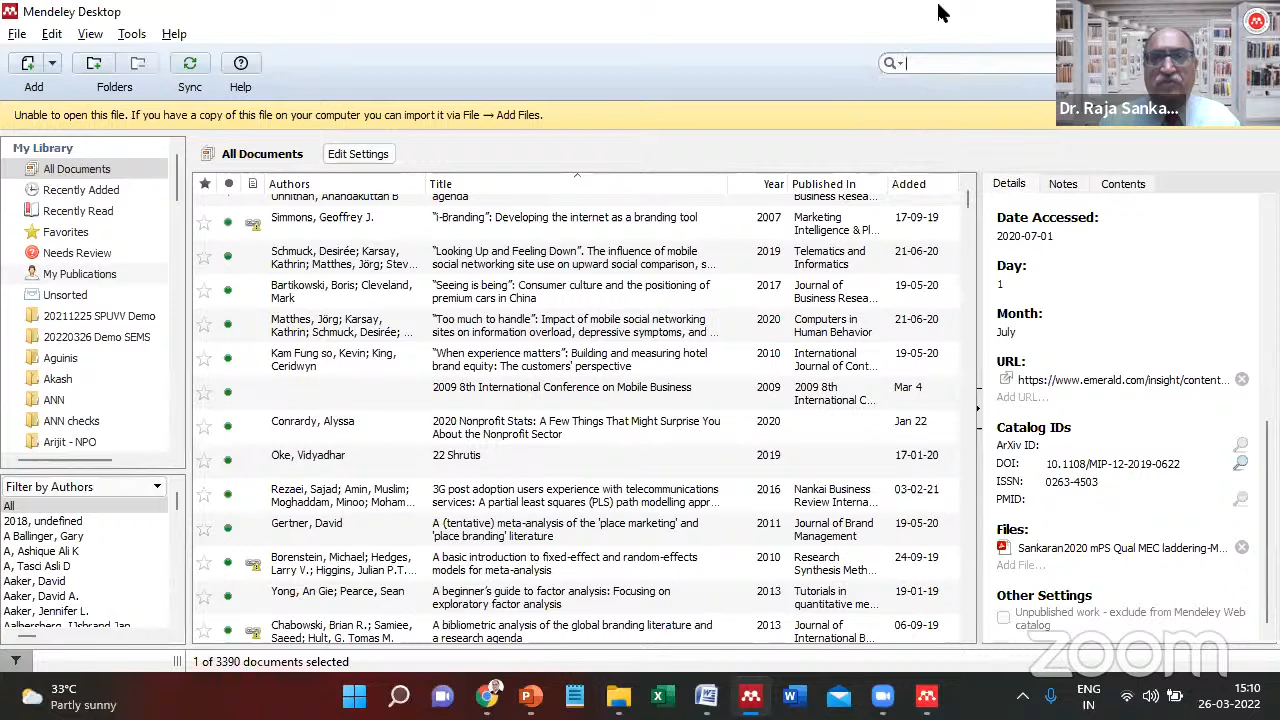 Mendeley Desktop
File Edit View Tools Help
Add Folders Sync Help
Dr. Raja Sanka...
Unable to open this file. If you have a copy of this file on your computer you can add it via File → Add Files.
My Library
All Documents
Recently Added
Recently Read
Favorites
Needs Review
My Publications
Unsorted
20211225 SPUVV Demo
20220326 Demo SEMS
Aguinis
Akash
ANN
ANN checks
Arijit - NPO
Filter by Authors
All
2018, undefined
A Ballinger, Gary
A, Ashique Ali K
A, Tasci Asli D
Aaker, David
Aaker, David A.
Aaker, Jennifer L.
Aalbersberg, IJsbrand Jan
All Documents Edit Settings
Authors Title Year Published In Added
Unnithan, Anandakuttan B agenda Business Resea...
Simmons, Geoffrey J. "i-Branding"; Developing the internet as a branding tool 2007 Marketing 17-09-19
Intelligence & Pl...
Schmuck, Desirée; Karsay, "Looking Up and Feeling Down". The influence of mobile 2019 Telematics and 21-06-20
Kathrin; Matthes, Jörg; Stev... social networking site use on upward social comparison, s... Informatics
Bartikowski, Boris; Cleveland, "Seeing is being": Consumer culture and the positioning of 2017 Journal of 19-05-20
Mark premium cars in China Business Resea...
Matthes, Jörg; Karsay, "Too much to handle": Impact of mobile social networking 2020 Computers in 21-06-20
Kathrin; Schmuck, Desirée; ... sites on information overload, depressive symptoms, and ... Human Behavior
Kam Fung so, Kevin; King, "When experience matters": Building and measuring hotel 2010 International 19-05-20
Ceridwyn brand equity: The customers' perspective Journal of Cont...
2009 8th International Conference on Mobile Business 2009 2009 8th Mar 4
International C...
Conrardy, Alyssa 2020 Nonprofit Stats: A Few Things That Might Surprise You 2020 Jan 22
About the Nonprofit Sector
Oke, Vidyadhar 22 Shrutis 2019 17-01-20
Rezaei, Sajad; Amin, Muslim; 3G post adoption users experience with telecommunications 2016 Nankai Business 03-02-21
Moghaddam, Minoo; Moham... services: A partial least squares (PLS) path modelling appr... Review Interna...
Gertner, David A (tentative) meta-analysis of the 'place marketing' and 2011 Journal of Brand 19-05-20
'place branding' literature Management
Borenstein, Michael; Hedges, A basic introduction to fixed-effect and random-effects 2010 Research 24-09-19
Larry V.; Higgins, Julian P.T.... models for meta-analysis Synthesis Meth...
Yong, An Gie; Pearce, Sean A beginner's guide to factor analysis: Focusing on 2013 Tutorials in 19-01-19
exploratory factor analysis quantitative me...
Chabowski, Brian R.; Samiee, A bibliometric analysis of the global branding literature and 2013 Journal of 06-09-19
Saeed; Hult, G. Tomas M. a research agenda International B...
Details Notes Contents
Date Accessed:
2020-07-01
Day:
1
Month:
July
URL:
https://www.emerald.com/insight/content...
Add URL...
Catalog IDs
ArXiv ID:
DOI: 10.1108/MIP-12-2019-0622
ISSN: 0263-4503
PMID:
Files:
Sankaran2020 mPS Qual MEC laddering-M...
Add File...
Other Settings
Unpublished work - exclude from Mendeley Web
catalog
1 of 3390 documents selected
zoom
33°C
Partly sunny
ENG
IN
15:10
26-03-2022